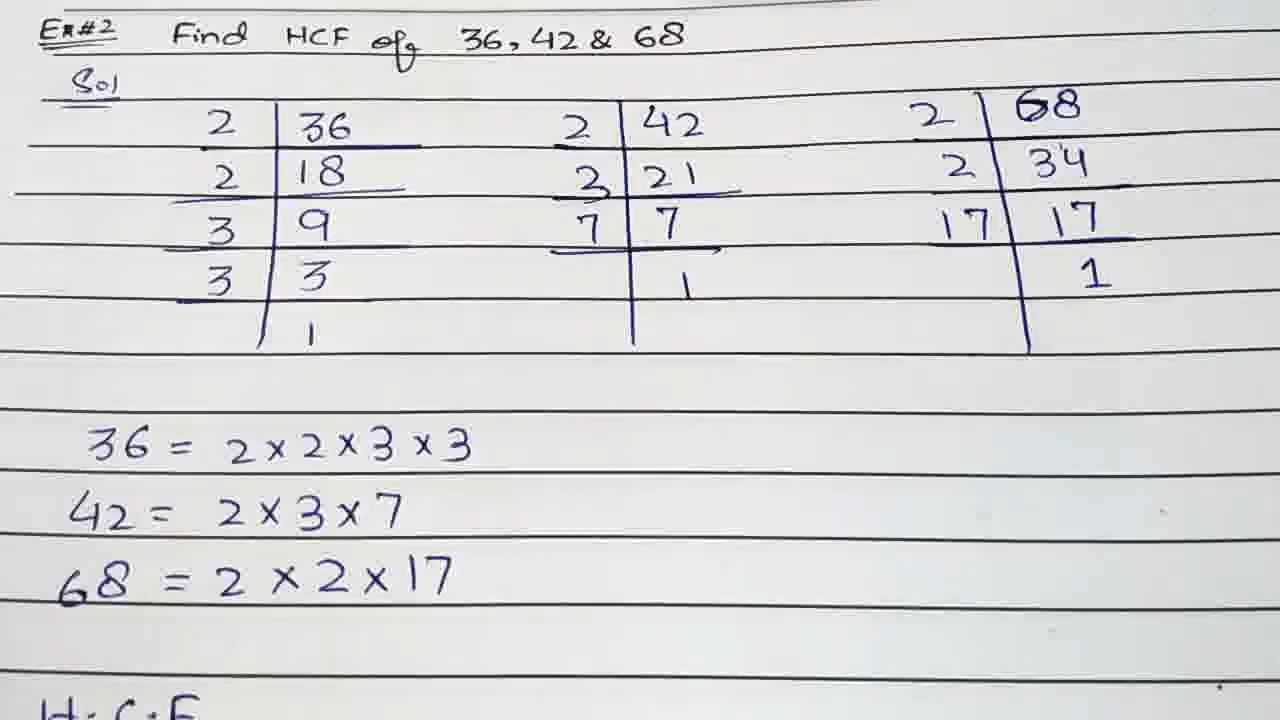 Ex#2 Find HCF of 36, 42 & 68
Sol
2 | 36 2 | 42 2 | 68
2 | 18 3 | 21 2 | 34
3 | 9 7 | 7 17 | 17
3 | 3 1 1
1
36 = 2 × 2 × 3 × 3
42 = 2 × 3 × 7
68 = 2 × 2 × 17
H.C.F